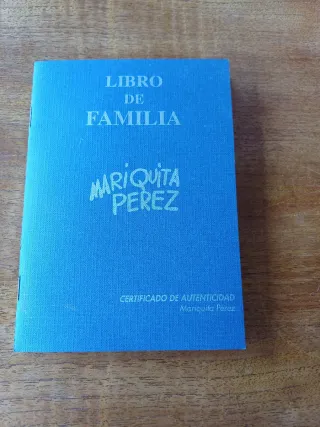 LIBRO
DE
FAMILIA
MARiQUiTA
PEREZ
CERTIFICADO DE AUTENTICIDAD
Mariquita Pérez